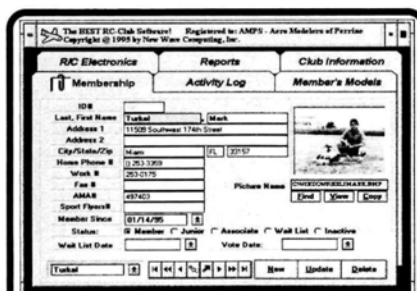 The BEST RC-Club Software! Registered to: AMPS - Aero Modelers of Perrine
Copyright @ 1995 by New Wave Computing, Inc.
R/C Electronics Reports Club Information
Membership Activity Log Member's Models
ID#
Last, First Name Turkel , Mark
Address 1 11509 Southwest 174th Street
Address 2
City/State/Zip Miami FL 33157
Home Phone # () 253-3359
Work # 253-0175
Fax # Picture Name
AMA# 497403 Find View Copy
Sport Flyers#
Member Since 01/14/95
Status: Member Junior Associate Wait List Inactive
Wait List Date Vote Date:
Turkel New Update Delete